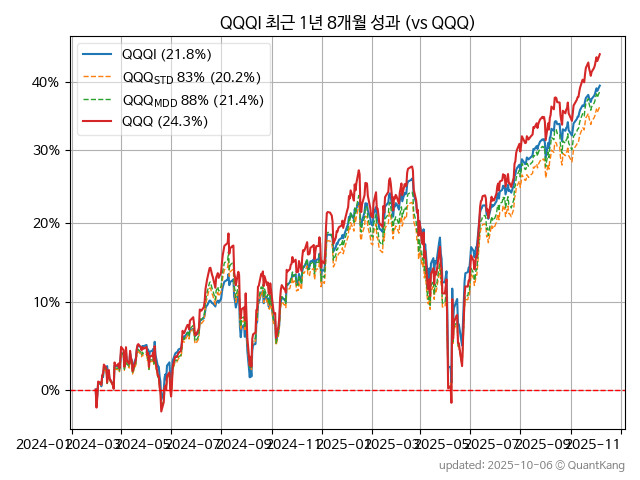 QQQI 최근 1년 8개월 성과 (vs QQQ)
QQQI (21.8%)
QQQSTD 83% (20.2%)
QQQMDD 88% (21.4%)
QQQ (24.3%)
40%
30%
20%
10%
0%
2024-01 2024-03 2024-05 2024-07 2024-09 2024-11 2025-01 2025-03 2025-05 2025-07 2025-09 2025-11
updated: 2025-10-06 © QuantKang